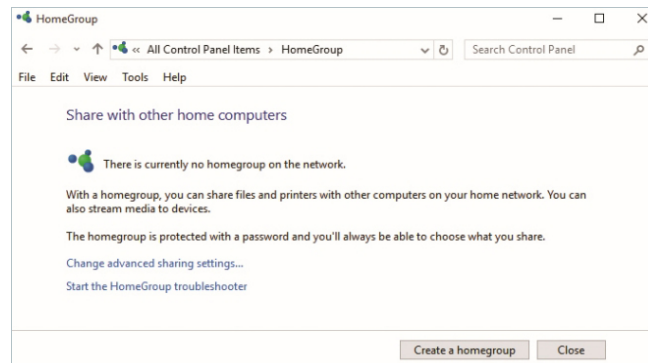 HomeGroup
« All Control Panel Items > HomeGroup
Search Control Panel
File Edit View Tools Help
Share with other home computers
There is currently no homegroup on the network.
With a homegroup, you can share files and printers with other computers on your home network. You can
also stream media to devices.
The homegroup is protected with a password and you'll always be able to choose what you share.
Change advanced sharing settings...
Start the HomeGroup troubleshooter
Create a homegroup Close